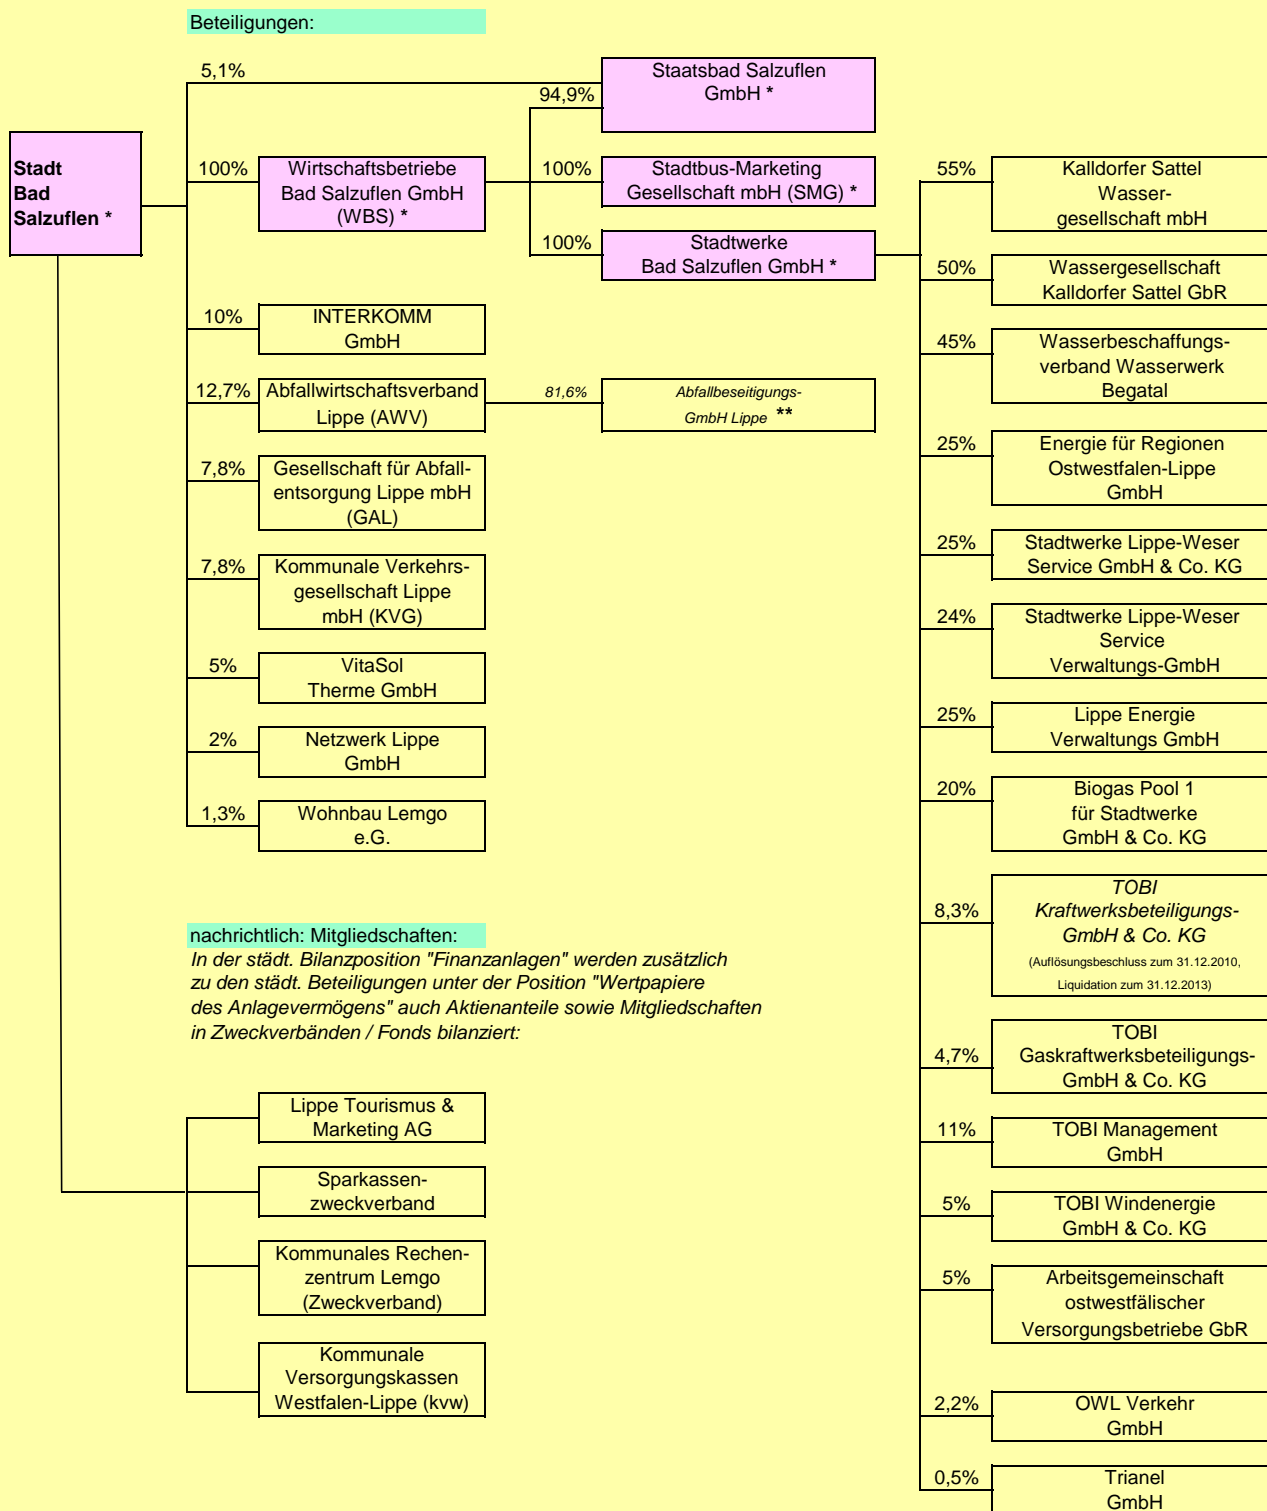 Beteiligungen:
5,1%
Staatsbad Salzuflen
GmbH *
94,9%
Stadt
Bad
Salzuflen *
100%
Wirtschaftsbetriebe
Bad Salzuflen GmbH
(WBS) *
100%
Stadtbus-Marketing
Gesellschaft mbH (SMG) *
100%
Stadtwerke
Bad Salzuflen GmbH *
10%
INTERKOMM
GmbH
12,7%
Abfallwirtschaftsverband
Lippe (AWV)
81,6%
Abfallbeseitigungs-
GmbH Lippe **
7,8%
Gesellschaft für Abfall-
entsorgung Lippe mbH
(GAL)
7,8%
Kommunale Verkehrs-
gesellschaft Lippe
mbH (KVG)
5%
VitaSol
Therme GmbH
2%
Netzwerk Lippe
GmbH
1,3%
Wohnbau Lemgo
e.G.
55%
Kalldorfer Sattel
Wasser-
gesellschaft mbH
50%
Wassergesellschaft
Kalldorfer Sattel GbR
45%
Wasserbeschaffungs-
verband Wasserwerk
Begatal
25%
Energie für Regionen
Ostwestfalen-Lippe
GmbH
25%
Stadtwerke Lippe-Weser
Service GmbH & Co. KG
24%
Stadtwerke Lippe-Weser
Service
Verwaltungs-GmbH
25%
Lippe Energie
Verwaltungs GmbH
20%
Biogas Pool 1
für Stadtwerke
GmbH & Co. KG
8,3%
TOBI
Kraftwerksbeteiligungs-
GmbH & Co. KG
(Auflösungsbeschluss zum 31.12.2010,
Liquidation zum 31.12.2013)
4,7%
TOBI
Gaskraftwerksbeteiligungs-
GmbH & Co. KG
11%
TOBI Management
GmbH
5%
TOBI Windenergie
GmbH & Co. KG
5%
Arbeitsgemeinschaft
ostwestfälischer
Versorgungsbetriebe GbR
2,2%
OWL Verkehr
GmbH
0,5%
Trianel
GmbH
nachrichtlich: Mitgliedschaften:
In der städt. Bilanzposition "Finanzanlagen" werden zusätzlich
zu den städt. Beteiligungen unter der Position "Wertpapiere
des Anlagevermögens" auch Aktienanteile sowie Mitgliedschaften
in Zweckverbänden / Fonds bilanziert:
Lippe Tourismus &
Marketing AG
Sparkassen-
zweckverband
Kommunales Rechen-
zentrum Lemgo
(Zweckverband)
Kommunale
Versorgungskassen
Westfalen-Lippe (kvw)